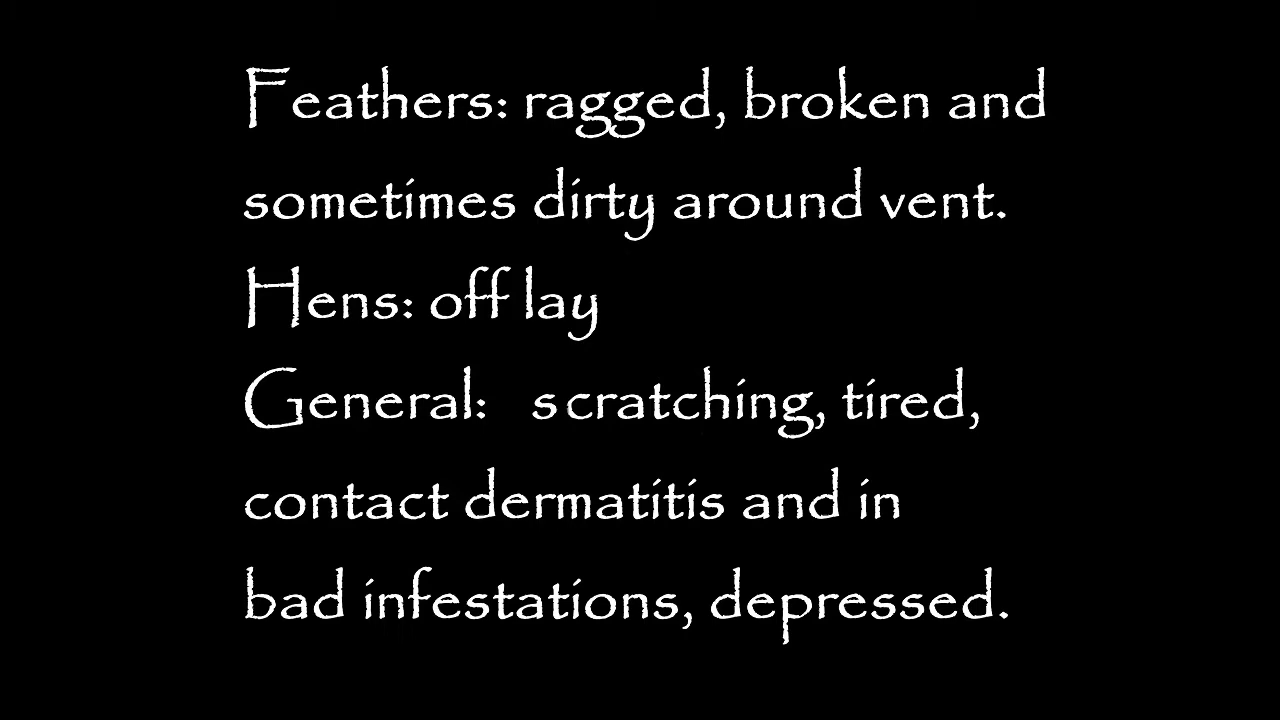 Feathers: ragged, broken and
sometimes dirty around vent.
Hens: off lay
General: scratching, tired,
contact dermatitis and in
bad infestations, depressed.